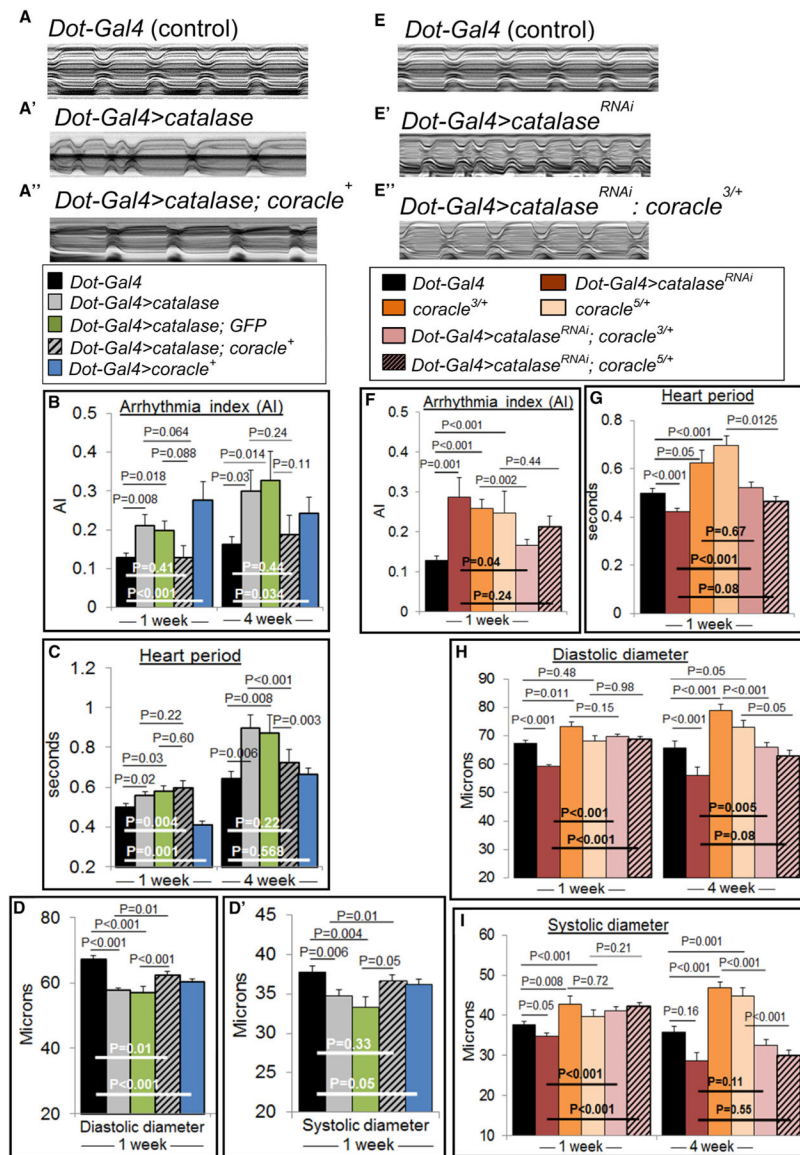 A
Dot-Gal4 (control)
A'
Dot-Gal4>catalase
A''
Dot-Gal4>catalase; coracle+
Dot-Gal4
Dot-Gal4>catalase
Dot-Gal4>catalase; GFP
Dot-Gal4>catalase; coracle+
Dot-Gal4>coracle+
E
Dot-Gal4 (control)
E'
Dot-Gal4>catalase RNAi
E''
Dot-Gal4>catalase RNAi : coracle 3/+
Dot-Gal4
Dot-Gal4>catalaseRNAi
coracle3/+
coracle5/+
Dot-Gal4>catalaseRNAi; coracle3/+
Dot-Gal4>catalaseRNAi; coracle5/+
B
Arrhythmia index (AI)
AI
0.5
0.4
0.3
0.2
0.1
0
P=0.064
P=0.088
P=0.018
P=0.008
P=0.41
P<0.001
P=0.24
P=0.014
P=0.11
P=0.03
P=0.44
P=0.034
1 week
4 week
C
Heart period
seconds
1.2
1
0.8
0.6
0.4
0.2
P=0.22
P=0.60
P=0.03
P=0.02
P=0.004
P=0.001
P<0.001
P=0.008
P=0.003
P=0.006
P=0.22
P=0.568
1 week
4 week
D
Microns
80
60
40
20
P=0.01
P<0.001
P<0.001
P<0.001
P=0.01
P<0.001
Diastolic diameter
1 week
D'
Microns
45
40
35
30
25
20
P=0.01
P=0.004
P=0.006
P=0.05
P=0.33
P=0.05
Systolic diameter
1 week
F
Arrhythmia index (AI)
AI
0.5
0.4
0.3
0.2
0.1
0
P<0.001
P<0.001
P=0.44
P=0.001
P=0.002
P=0.04
P=0.24
1 week
G
Heart period
seconds
0.8
0.6
0.4
0.2
0
P=0.0125
P<0.001
P=0.05
P<0.001
P=0.67
P<0.001
P=0.08
1 week
H
Diastolic diameter
Microns
90
80
70
60
50
40
30
20
P=0.48
P=0.011
P=0.98
P=0.15
P<0.001
P<0.001
P<0.001
P=0.05
P<0.001
P<0.001
P=0.05
P<0.001
P=0.005
P=0.08
1 week
4 week
I
Systolic diameter
Microns
60
50
40
30
20
10
P=0.21
P<0.001
P=0.008
P=0.72
P=0.05
P<0.001
P<0.001
P=0.001
P<0.001
P<0.001
P=0.16
P<0.001
P=0.11
P=0.55
1 week
4 week